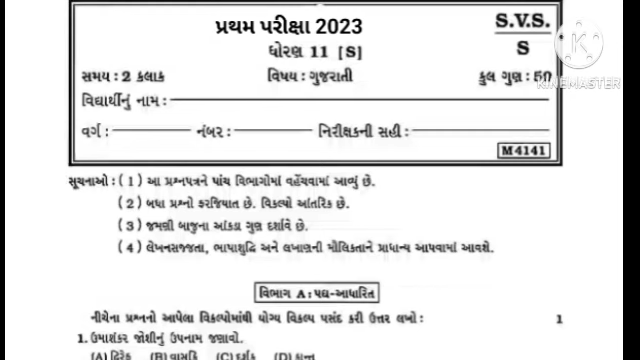 પ્રથમ પરીક્ષા 2023
S.V.S.
S
ધોરણ 11 [S]
સમય : 2 કલાક વિષય : ગુજરાતી કુલ ગુણ : 50
KINEMASTER
વિદ્યાર્થીનું નામ :
વર્ગ : નંબર : નિરીક્ષકની સહી :
M4141
સૂચનાઓ : (1) આ પ્રશ્નપત્રને પાંચ વિભાગોમાં વહેંચવામાં આવ્યું છે.
(2) બધા પ્રશ્નો ફરજિયાત છે. વિકલ્પો આંતરિક છે.
(3) જમણી બાજુના આંકડા ગુણ દર્શાવે છે.
(4) લેખનસજ્જતા, ભાષાશુદ્ધિ અને લખાણની મૌલિકતાને પ્રાધાન્ય આપવામાં આવશે.
વિભાગ A : પદ્ય-આધારિત
નીચેના પ્રશ્નનો આપેલા વિકલ્પોમાંથી યોગ્ય વિકલ્પ પસંદ કરી ઉત્તર લખો : 1
1. ઉમાશંકર જોશીનું ઉપનામ જણાવો.
(A) દ્વિરેફ (B) વાસુકિ (C) દર્શક (D) કાન્ત